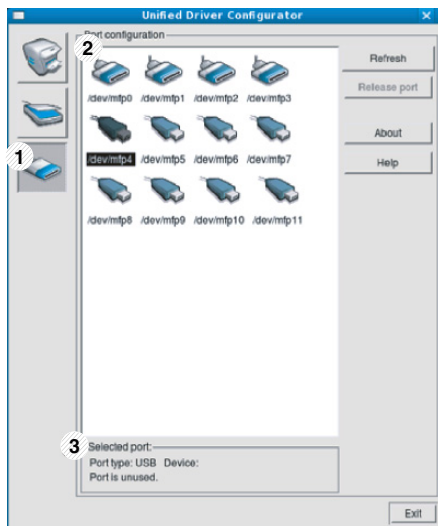 Unified Driver Configurator
2
Port configuration
/dev/mfp0 /dev/mfp1 /dev/mfp2 /dev/mfp3
Refresh
Release port
/dev/mfp4 /dev/mfp5 /dev/mfp6 /dev/mfp7
About
1
Help
/dev/mfp8 /dev/mfp9 /dev/mfp10 /dev/mfp11
3
Selected port:
Port type: USB Device:
Port is unused.
Exit